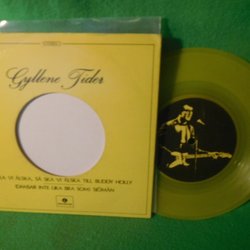 STEREO
Gyllene Tider
VI ÄLSKA, SÅ SKA VI ÄLSKA TILL BUDDY HOLLY
(DANSAR INTE LIKA BRA SOM) SJÖMÄN